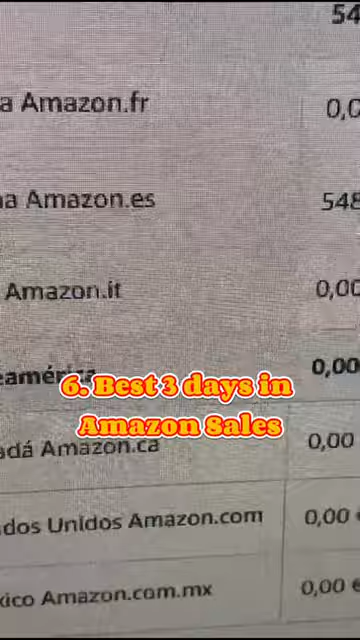 54
a Amazon.fr 0,0
a Amazon.es 548
Amazon.it 0,00
eamérica 0,00
6. Best 3 days in
Amazon Sales
adá Amazon.ca 0,00
dos Unidos Amazon.com 0,00 €
xico Amazon.com.mx 0,00 €